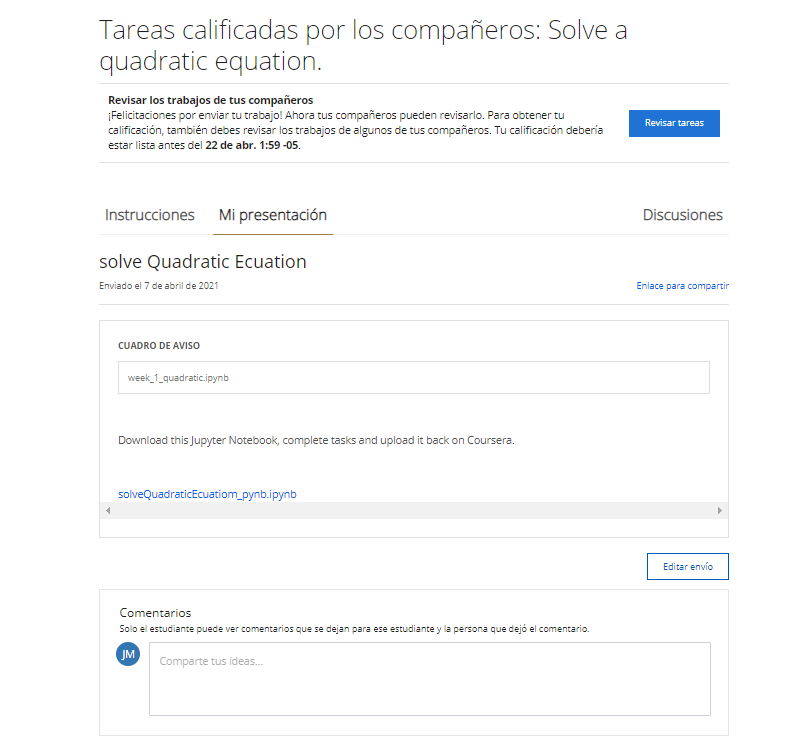 Tareas calificadas por los compañeros: Solve a
quadratic equation.
Revisar los trabajos de tus compañeros
¡Felicitaciones por enviar tu trabajo! Ahora tus compañeros pueden revisarlo. Para obtener tu
calificación, también debes revisar los trabajos de algunos de tus compañeros. Tu calificación debería
estar lista antes del 22 de abr. 1:59 -05.
Revisar tareas
Instrucciones Mi presentación Discusiones
solve Quadratic Ecuation
Enviado el 7 de abril de 2021 Enlace para compartir
CUADRO DE AVISO
week_1_quadratic.ipynb
Download this Jupyter Notebook, complete tasks and upload it back on Coursera.
solveQuadraticEcuatiom_pynb.ipynb
Editar envío
Comentarios
Solo el estudiante puede ver comentarios que se dejan para ese estudiante y la persona que dejó el comentario.
JM Comparte tus ideas...